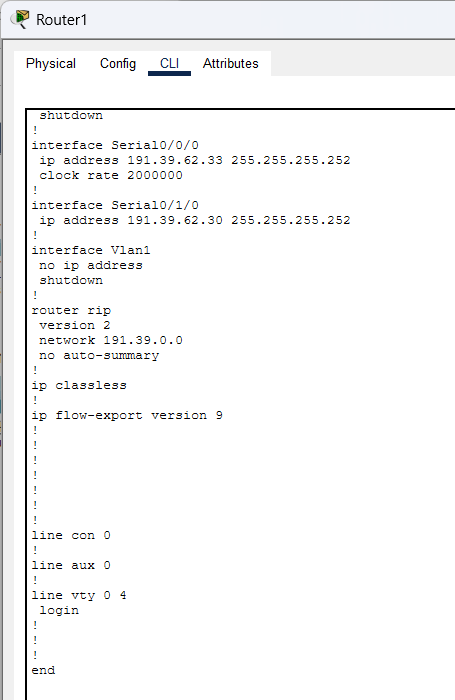 Router1
Physical Config CLI Attributes
shutdown
!
interface Serial0/0/0
ip address 191.39.62.33 255.255.255.252
clock rate 2000000
!
interface Serial0/1/0
ip address 191.39.62.30 255.255.255.252
!
interface Vlan1
no ip address
shutdown
!
router rip
version 2
network 191.39.0.0
no auto-summary
!
ip classless
!
ip flow-export version 9
!
!
!
!
!
!
!
line con 0
!
line aux 0
!
line vty 0 4
login
!
!
!
end